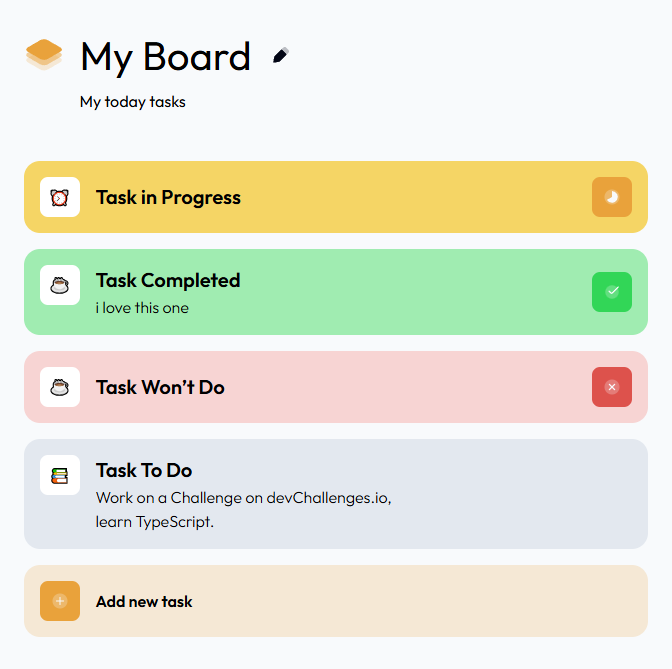 My Board
My today tasks
Task in Progress
Task Completed
i love this one
Task Won’t Do
Task To Do
Work on a Challenge on devChallenges.io,
learn TypeScript.
Add new task